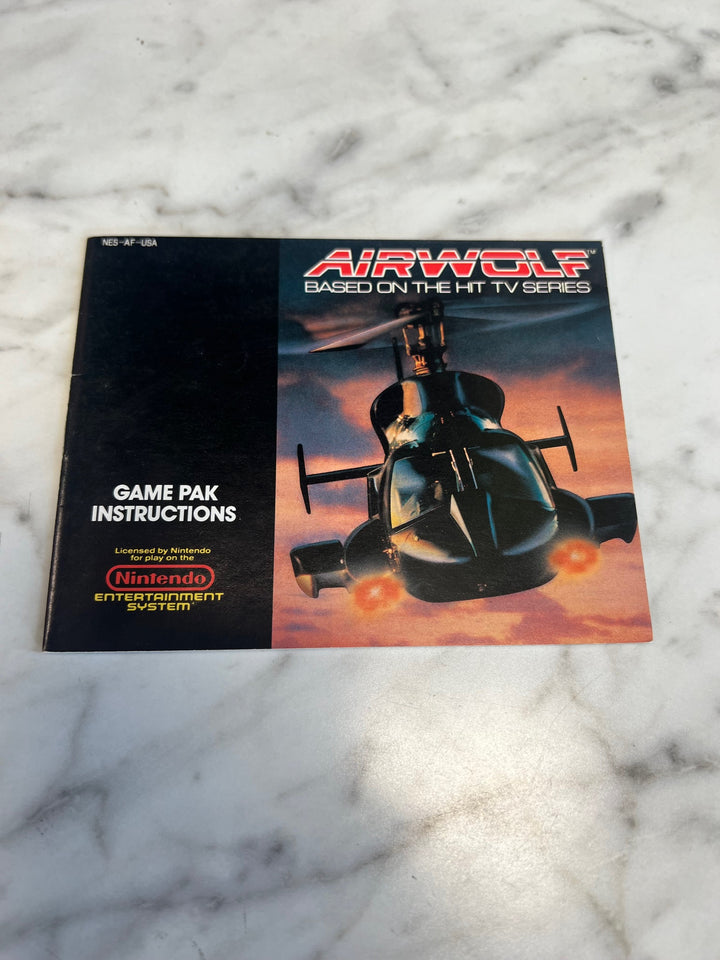 NES-AF-USA
AIRWOLF™
BASED ON THE HIT TV SERIES
GAME PAK
INSTRUCTIONS
Licensed by Nintendo
for play on the
Nintendo
ENTERTAINMENT
SYSTEM®